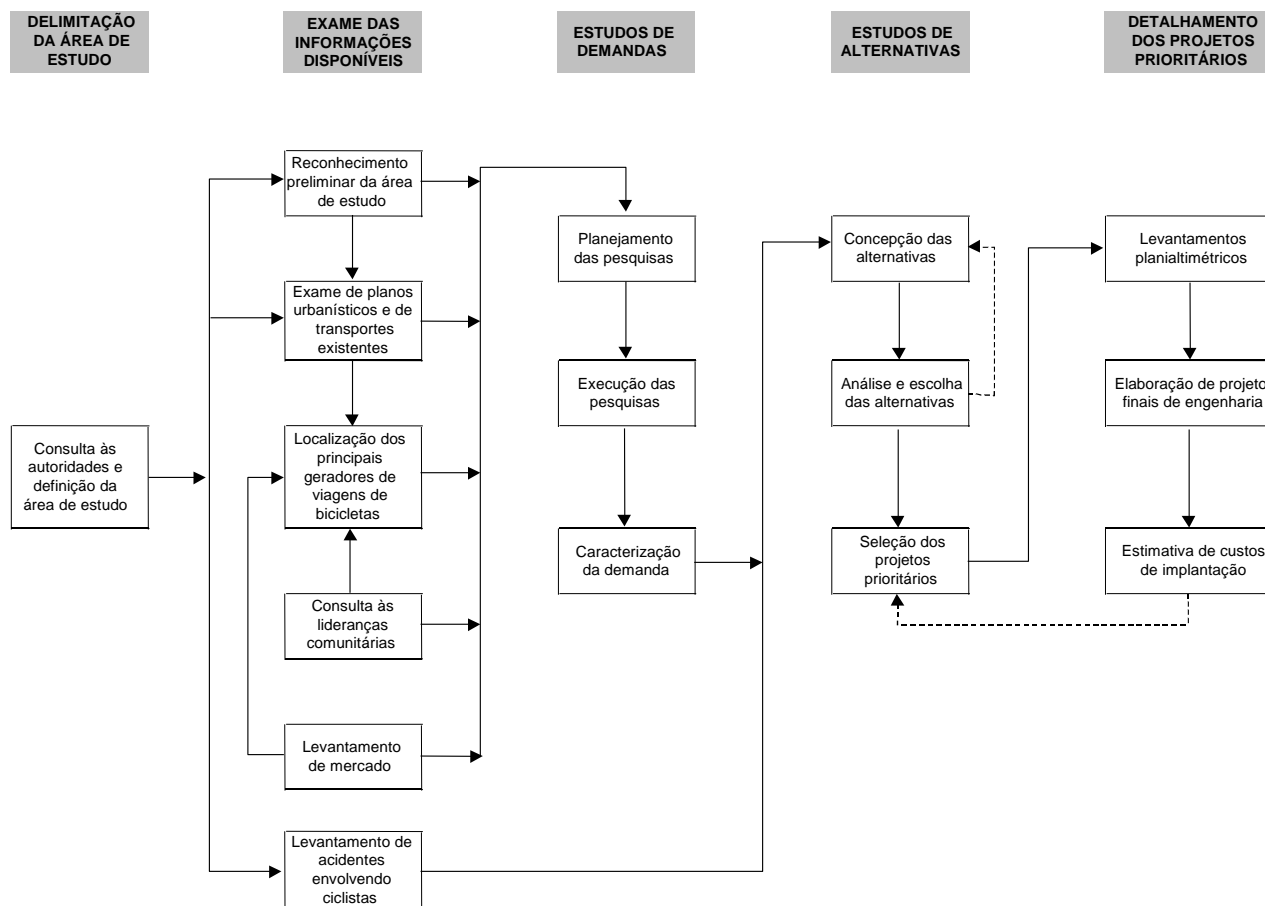 DELIMITAÇÃO
DA ÁREA DE
ESTUDO
EXAME DAS
INFORMAÇÕES
DISPONÍVEIS
ESTUDOS DE
DEMANDAS
ESTUDOS DE
ALTERNATIVAS
DETALHAMENTO
DOS PROJETOS
PRIORITÁRIOS
Consulta às
autoridades e
definição da
área de estudo
Reconhecimento
preliminar da área
de estudo
Exame de planos
urbanísticos e de
transportes
existentes
Localização dos
principais
geradores de
viagens de
bicicletas
Consulta às
lideranças
comunitárias
Levantamento
de mercado
Levantamento de
acidentes
envolvendo
ciclistas
Planejamento
das pesquisas
Execução das
pesquisas
Caracterização
da demanda
Concepção das
alternativas
Análise e escolha
das alternativas
Seleção dos
projetos
prioritários
Levantamentos
planialtimétricos
Elaboração de projeto
finais de engenharia
Estimativa de custos
de implantação